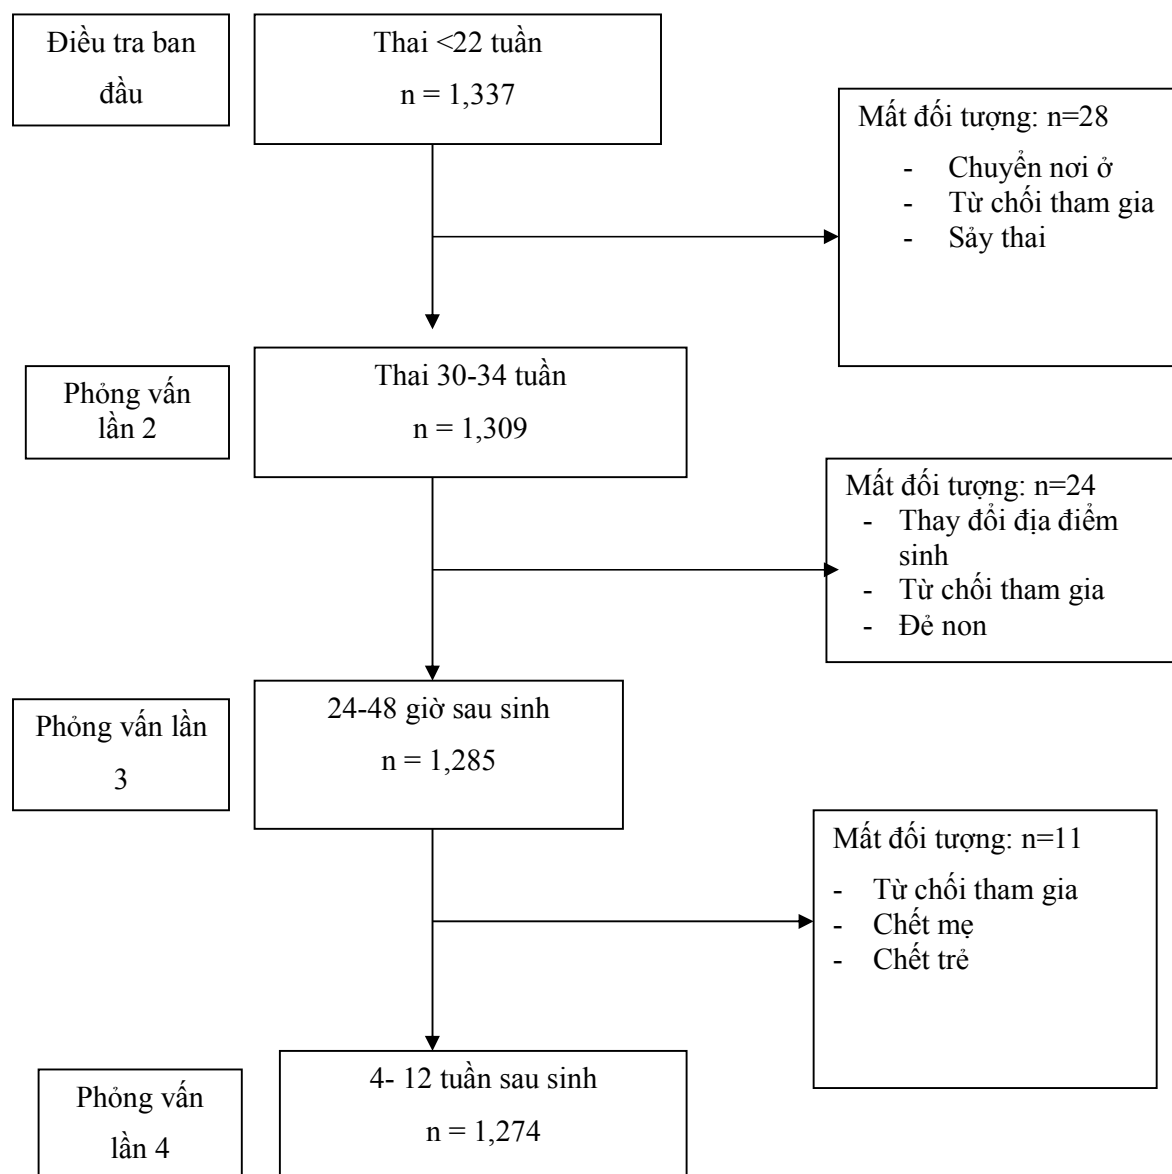 Điều tra ban
đầu
Thai <22 tuần
n = 1,337
Mất đối tượng: n=28
- Chuyển nơi ở
- Từ chối tham gia
- Sảy thai
Phỏng vấn
lần 2
Thai 30-34 tuần
n = 1,309
Mất đối tượng: n=24
- Thay đổi địa điểm
sinh
- Từ chối tham gia
- Đẻ non
Phỏng vấn lần
3
24-48 giờ sau sinh
n = 1,285
Mất đối tượng: n=11
- Từ chối tham gia
- Chết mẹ
- Chết trẻ
Phỏng vấn
lần 4
4- 12 tuần sau sinh
n = 1,274